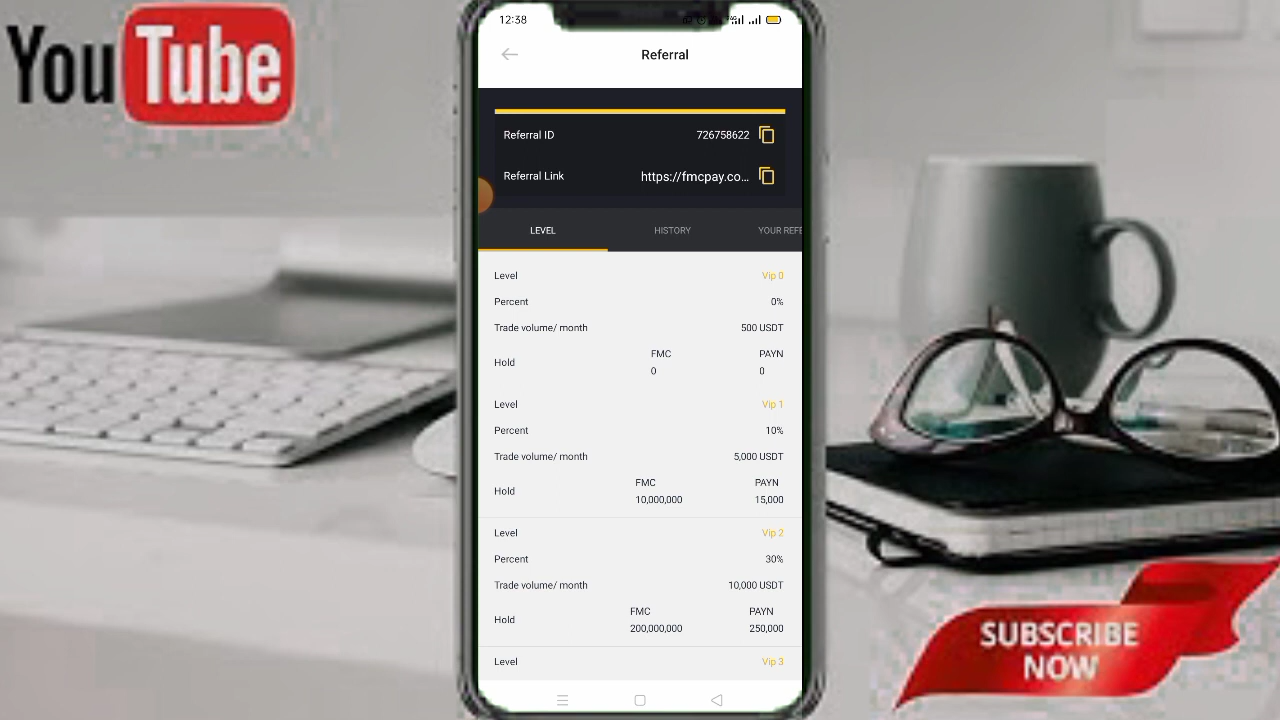 YouTube
12:38
Referral
Referral ID 726758622
Referral Link https://fmcpay.co...
LEVEL HISTORY YOUR REFE
Level Vip 0
Percent 0%
Trade volume/ month 500 USDT
Hold FMC PAYN
0 0
Level Vip 1
Percent 10%
Trade volume/ month 5,000 USDT
Hold FMC PAYN
10,000,000 15,000
Level Vip 2
Percent 30%
Trade volume/ month 10,000 USDT
Hold FMC PAYN
200,000,000 250,000
Level Vip 3
SUBSCRIBE
NOW